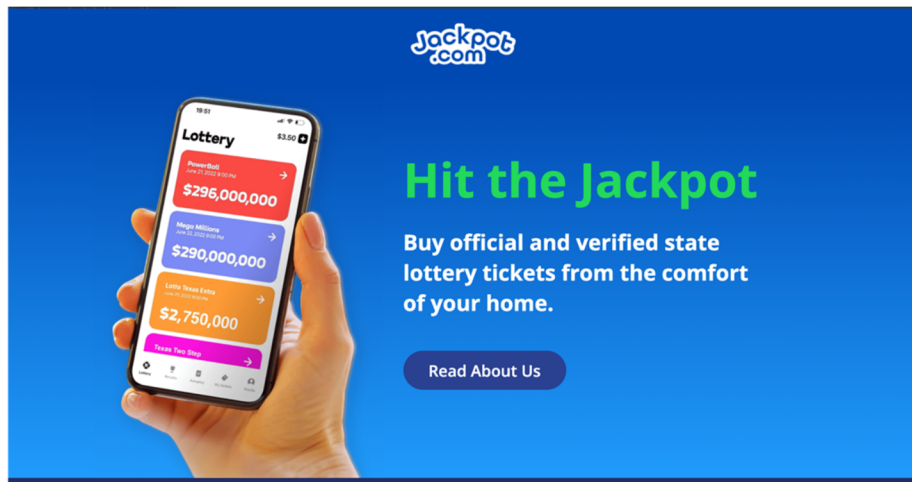 Jackpot
.com
19:51
Lottery
$3.50
PowerBall
June 21, 2022 9:00 PM
$296,000,000
Mega Millions
June 22, 2022 9:00 PM
$290,000,000
Lotto Texas Extra
$2,750,000
Texas Two Step
Lottery
Hit the Jackpot
Buy official and verified state
lottery tickets from the comfort
of your home.
Read About Us